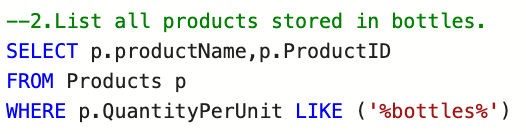 --2.List all products stored in bottles.
SELECT p.productName,p.ProductID
FROM Products p
WHERE p.QuantityPerUnit LIKE ('%bottles%')